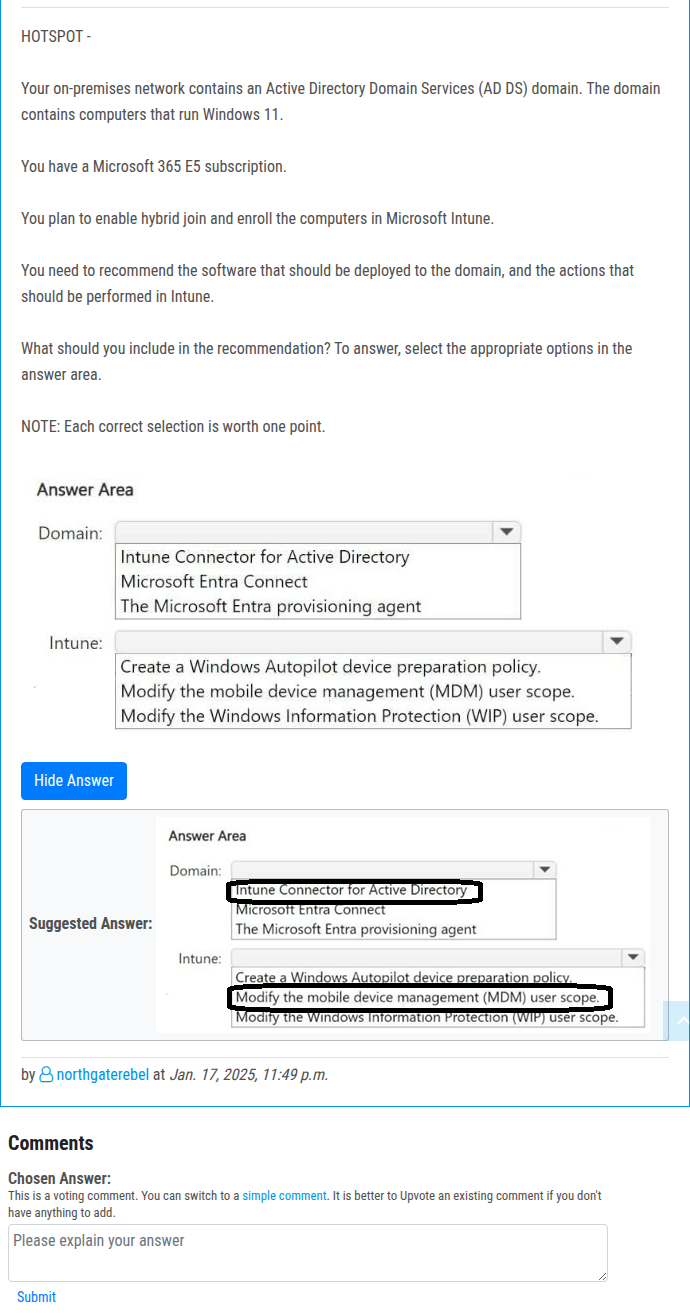 HOTSPOT -
Your on-premises network contains an Active Directory Domain Services (AD DS) domain. The domain
contains computers that run Windows 11.
You have a Microsoft 365 E5 subscription.
You plan to enable hybrid join and enroll the computers in Microsoft Intune.
You need to recommend the software that should be deployed to the domain, and the actions that
should be performed in Intune.
What should you include in the recommendation? To answer, select the appropriate options in the
answer area.
NOTE: Each correct selection is worth one point.
Answer Area
Domain:
Intune Connector for Active Directory
Microsoft Entra Connect
The Microsoft Entra provisioning agent
Intune:
Create a Windows Autopilot device preparation policy.
Modify the mobile device management (MDM) user scope.
Modify the Windows Information Protection (WIP) user scope.
Hide Answer
Suggested Answer:
Answer Area
Domain:
Intune Connector for Active Directory
Microsoft Entra Connect
The Microsoft Entra provisioning agent
Intune:
Create a Windows Autopilot device preparation policy.
Modify the mobile device management (MDM) user scope.
Modify the Windows Information Protection (WIP) user scope.
by northgaterebel at Jan. 17, 2025, 11:49 p.m.
Comments
Chosen Answer:
This is a voting comment. You can switch to a simple comment. It is better to Upvote an existing comment if you don't
have anything to add.
Please explain your answer
Submit